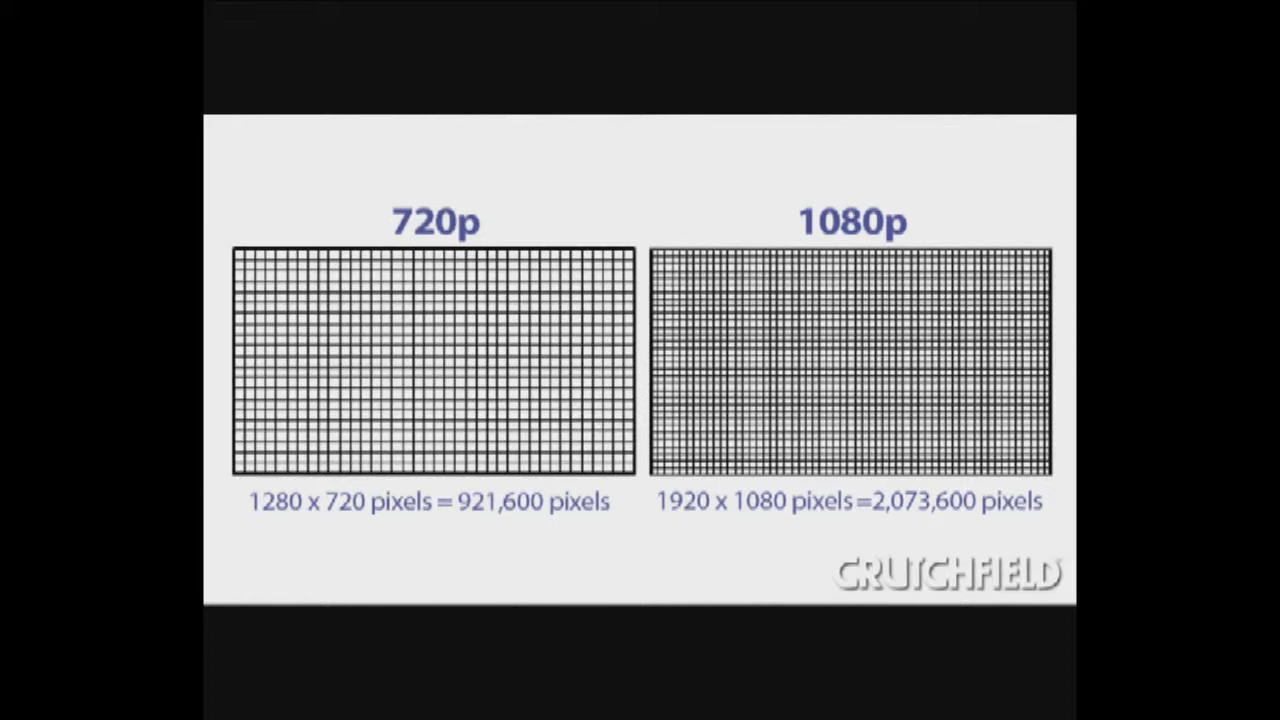 720p
1080p
1280 x 720 pixels = 921,600 pixels
1920 x 1080 pixels =2,073,600 pixels
CRUTCHFIELD